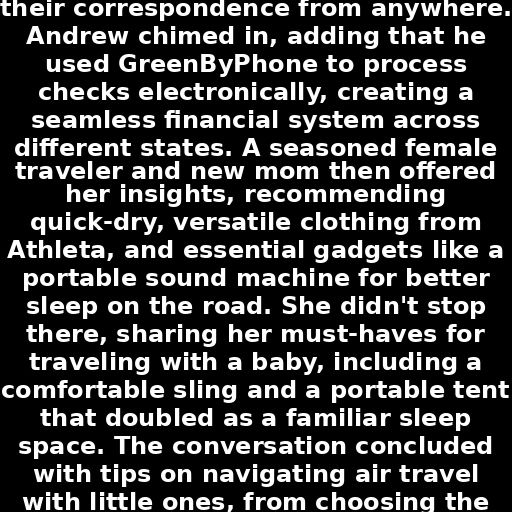 their correspondence from anywhere.
Andrew chimed in, adding that he
used GreenByPhone to process
checks electronically, creating a
seamless financial system across
different states. A seasoned female
traveler and new mom then offered
her insights, recommending
quick-dry, versatile clothing from
Athleta, and essential gadgets like a
portable sound machine for better
sleep on the road. She didn't stop
there, sharing her must-haves for
traveling with a baby, including a
comfortable sling and a portable tent
that doubled as a familiar sleep
space. The conversation concluded
with tips on navigating air travel
with little ones, from choosing the